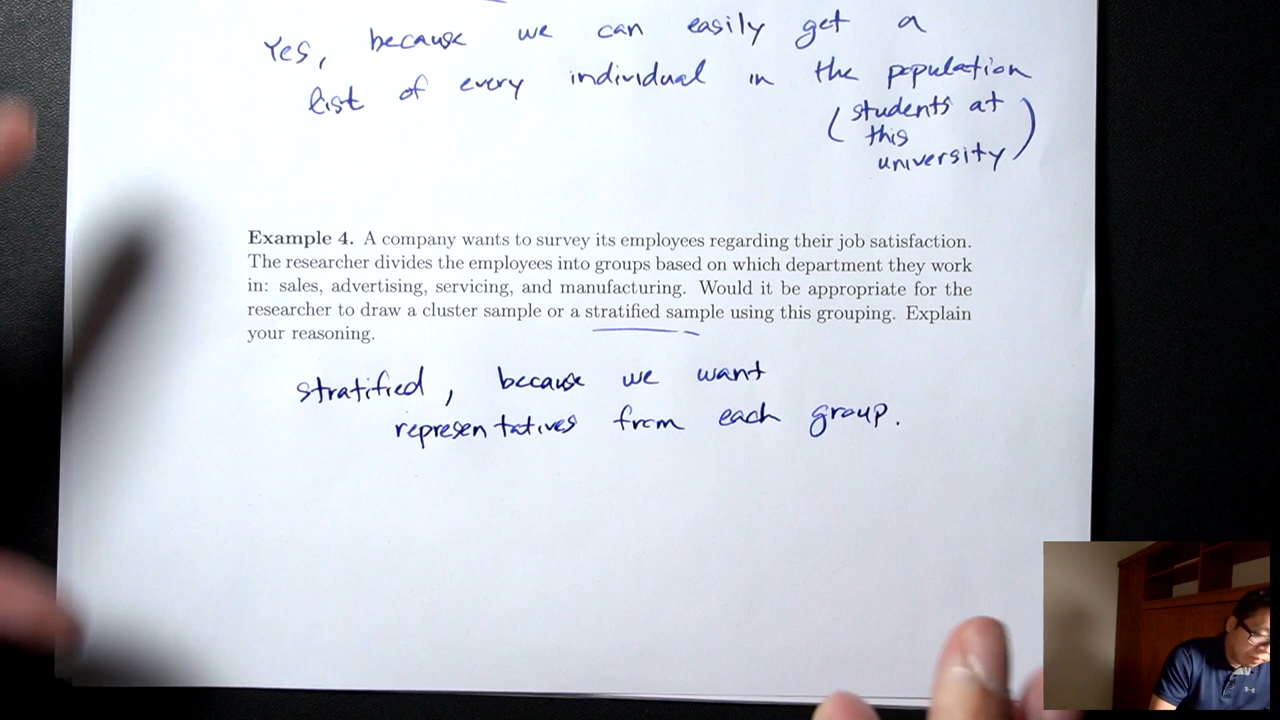 Yes, because we can easily get a
list of every individual in the population
(students at
this
university)
Example 4. A company wants to survey its employees regarding their job satisfaction.
The researcher divides the employees into groups based on which department they work
in: sales, advertising, servicing, and manufacturing. Would it be appropriate for the
researcher to draw a cluster sample or a stratified sample using this grouping. Explain
your reasoning.
stratified, because we want
representatives from each group.